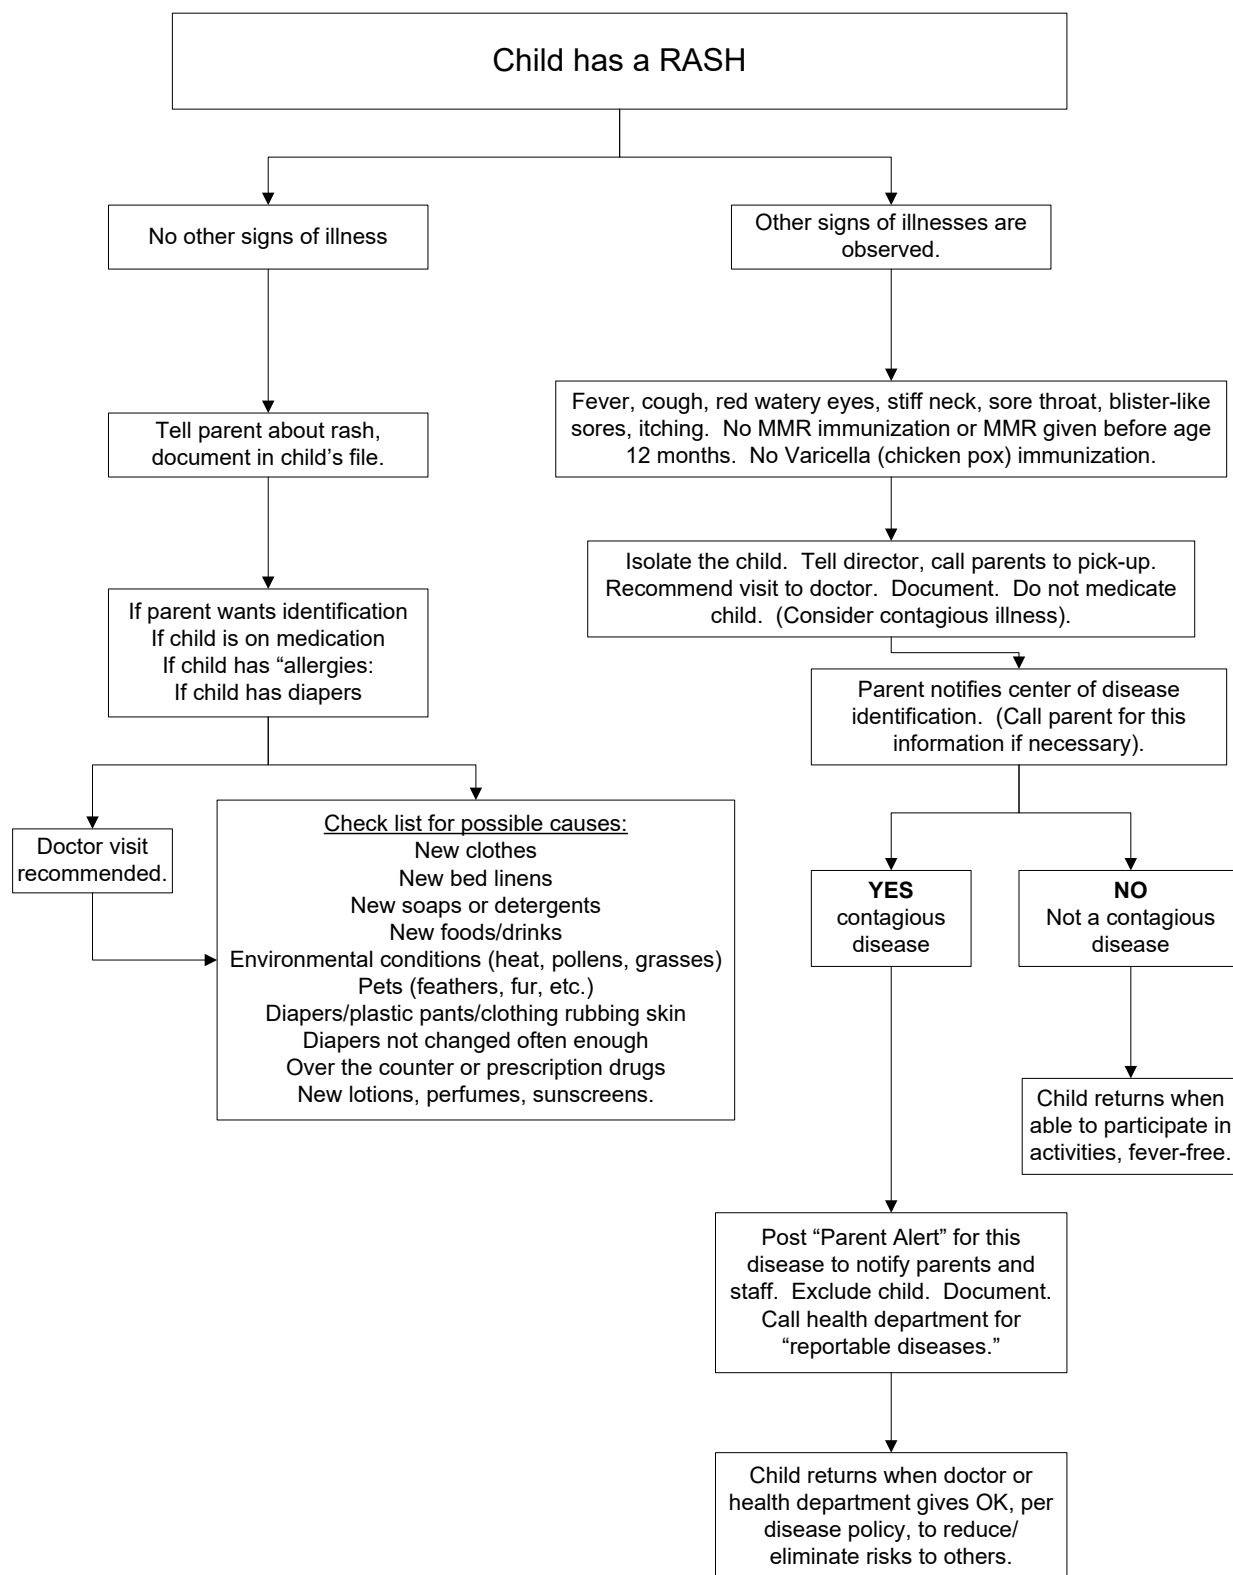 Child has a RASH
No other signs of illness
Other signs of illnesses are
observed.
Tell parent about rash,
document in child’s file.
Fever, cough, red watery eyes, stiff neck, sore throat, blister-like
sores, itching.  No MMR immunization or MMR given before age
12 months.  No Varicella (chicken pox) immunization.
Isolate the child.  Tell director, call parents to pick-up.
Recommend visit to doctor.  Document.  Do not medicate
child.  (Consider contagious illness).
If parent wants identification
If child is on medication
If child has “allergies:
If child has diapers
Parent notifies center of disease
identification.  (Call parent for this
information if necessary).
Doctor visit
recommended.
Check list for possible causes:
New clothes
New bed linens
New soaps or detergents
New foods/drinks
Environmental conditions (heat, pollens, grasses)
Pets (feathers, fur, etc.)
Diapers/plastic pants/clothing rubbing skin
Diapers not changed often enough
Over the counter or prescription drugs
New lotions, perfumes, sunscreens.
YES
contagious
disease
NO
Not a contagious
disease
Child returns when
able to participate in
activities, fever-free.
Post “Parent Alert” for this
disease to notify parents and
staff.  Exclude child.  Document.
Call health department for
“reportable diseases.”
Child returns when doctor or
health department gives OK, per
disease policy, to reduce/
eliminate risks to others.